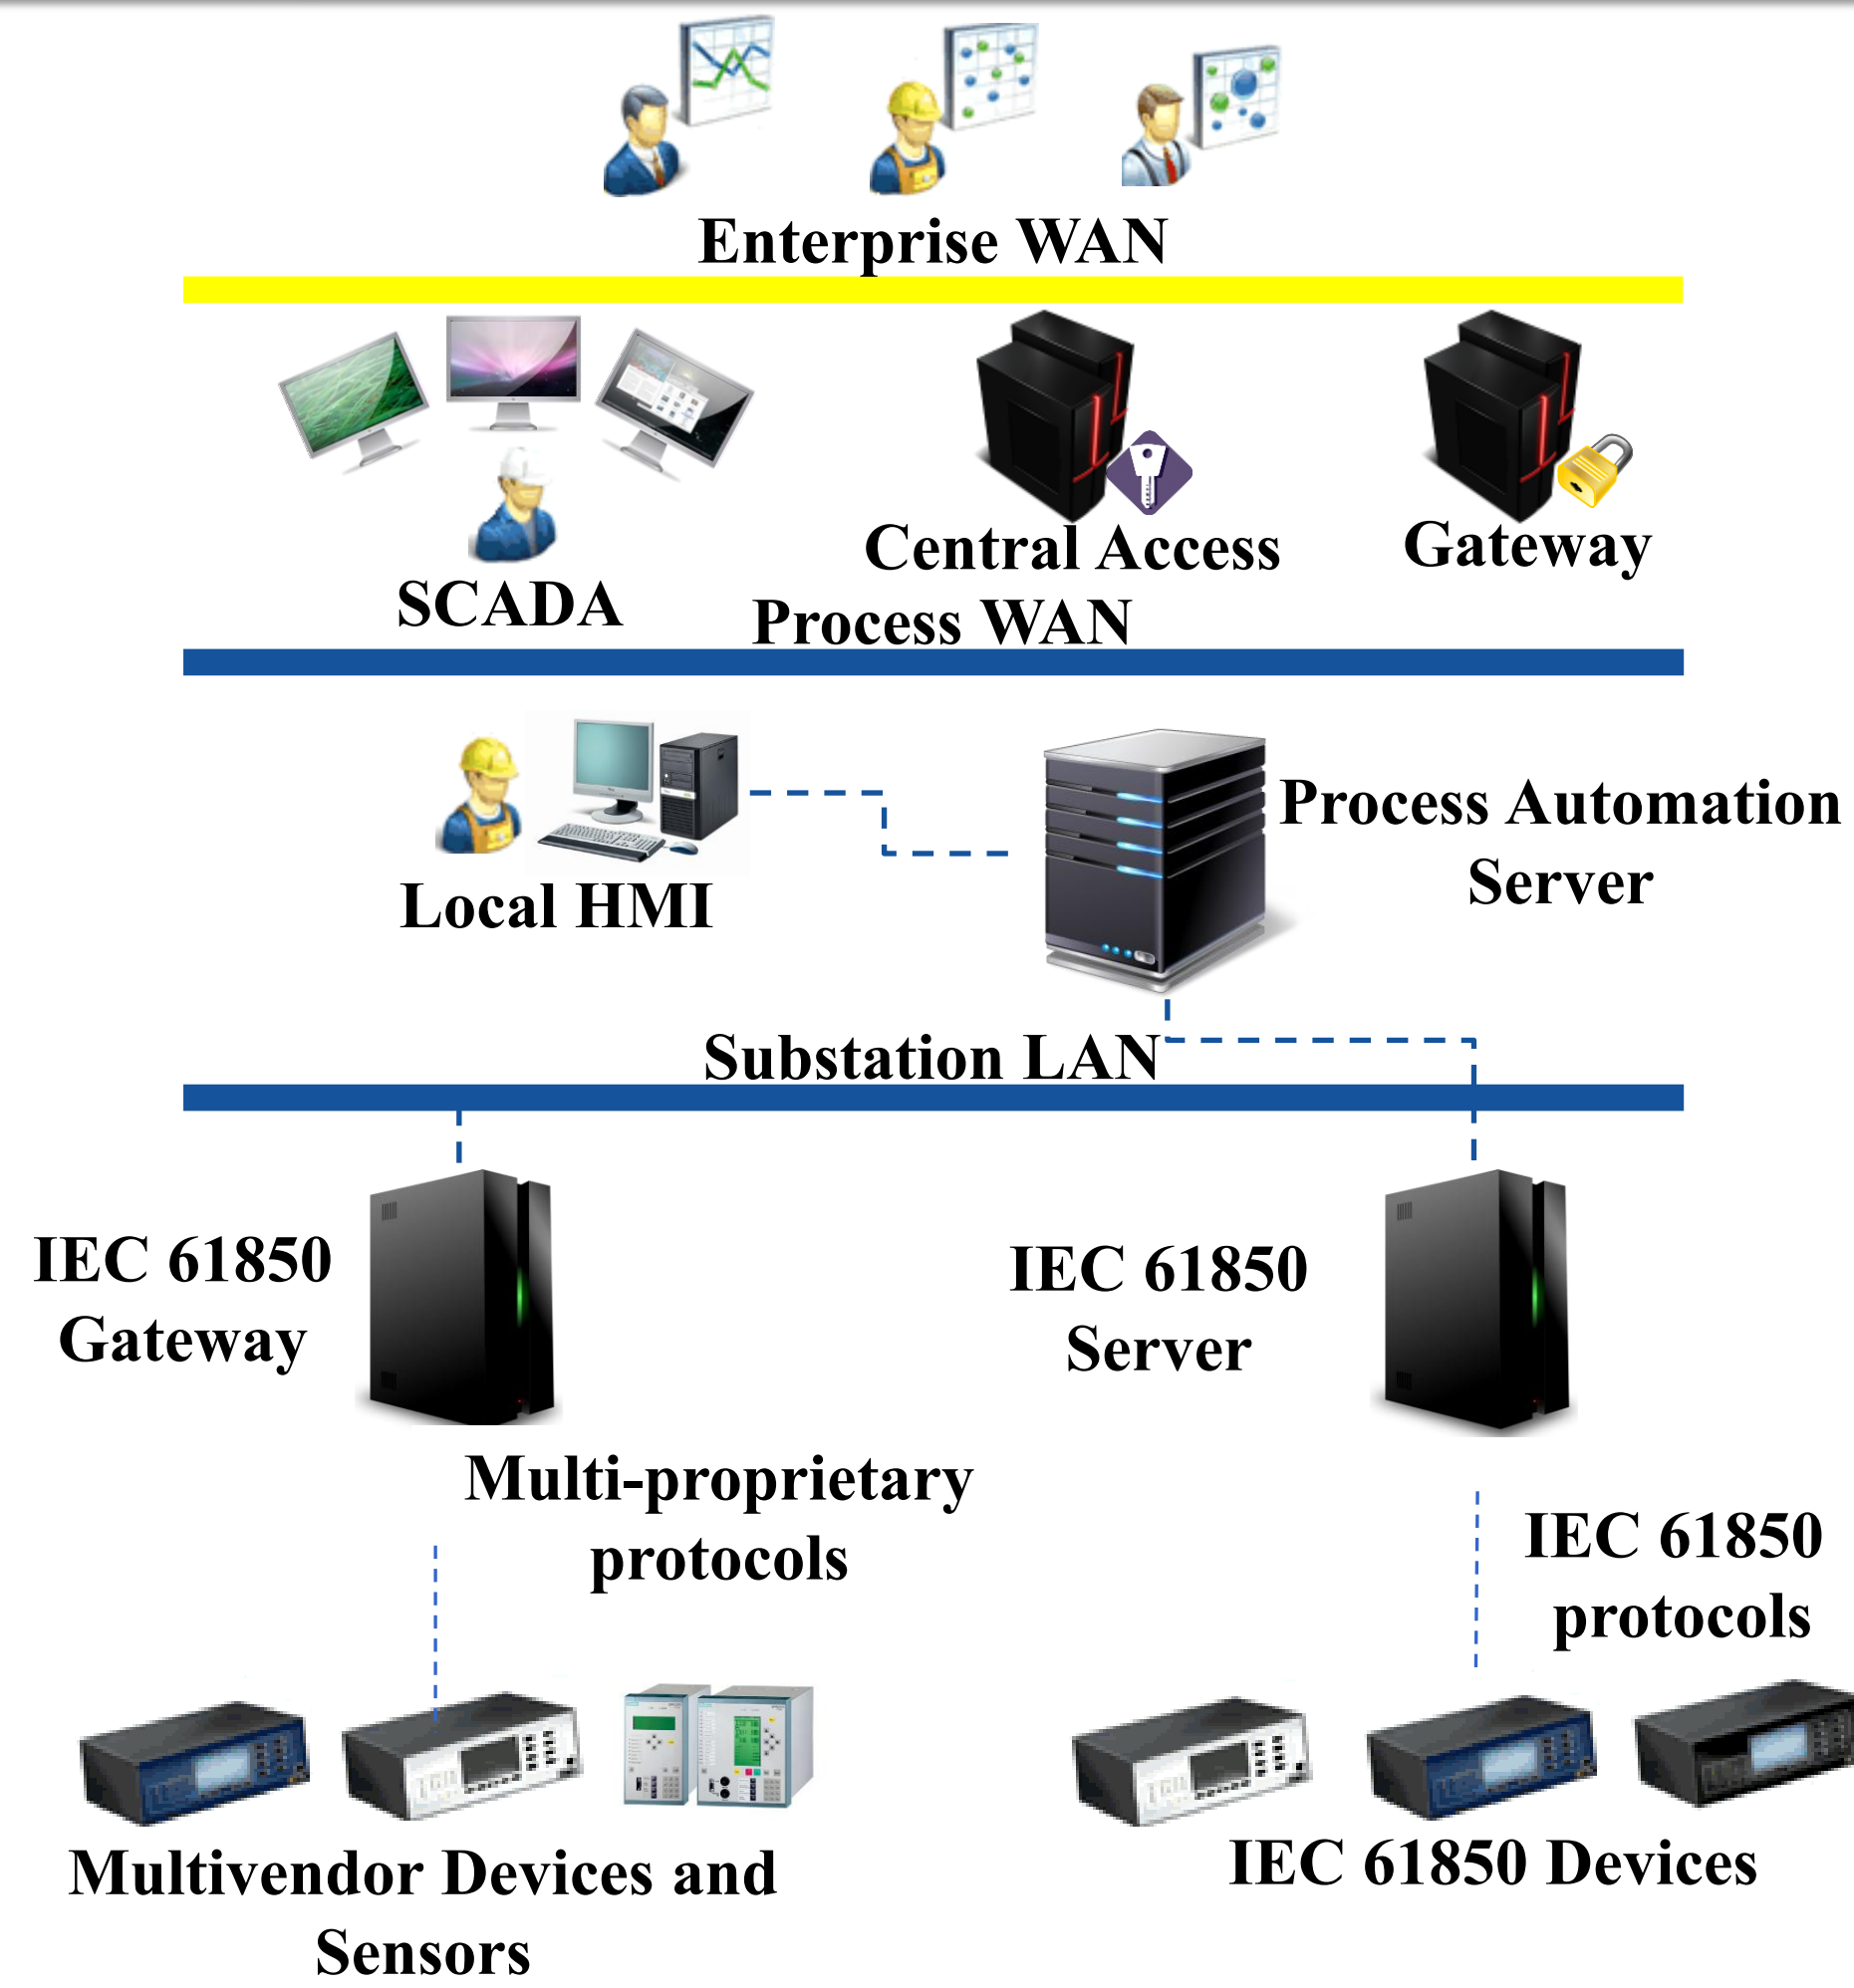 Enterprise WAN
SCADA
Central Access
Gateway
Process WAN
Local HMI
Process Automation
Server
Substation LAN
IEC 61850
Gateway
IEC 61850
Server
Multi-proprietary
protocols
IEC 61850
protocols
Multivendor Devices and
Sensors
IEC 61850 Devices